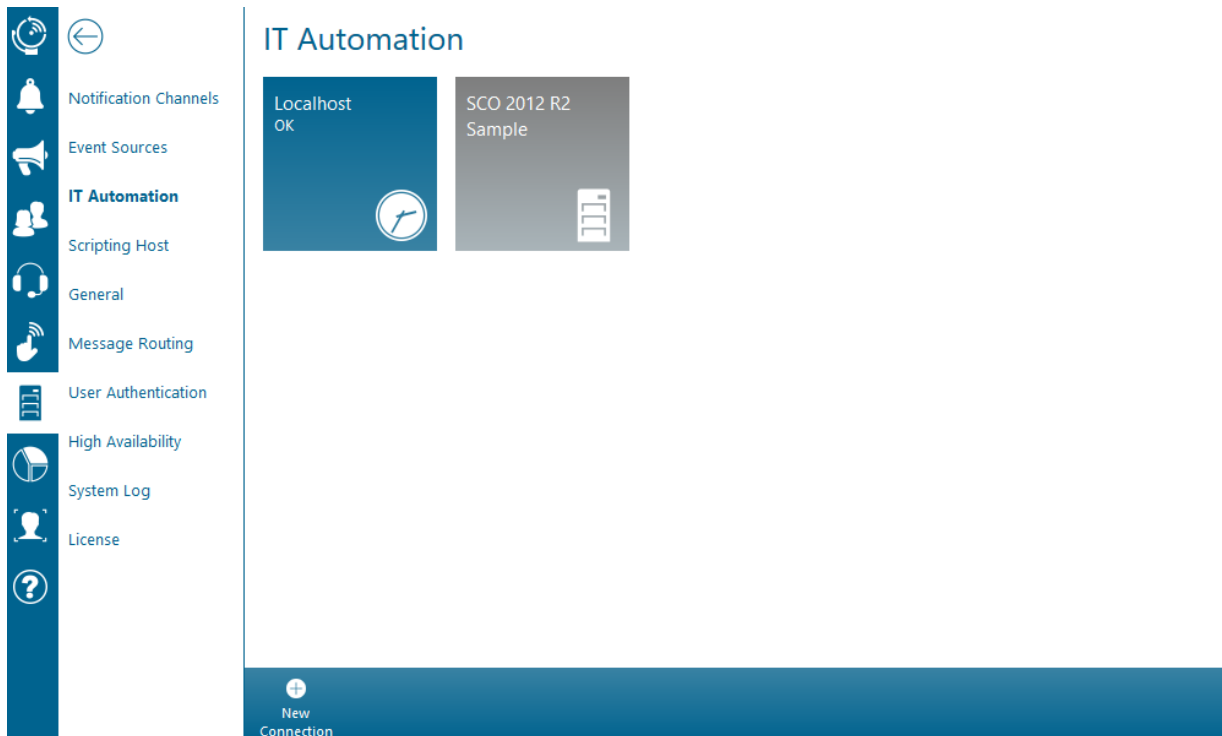 IT Automation
Notification Channels
Event Sources
IT Automation
Scripting Host
General
Message Routing
User Authentication
High Availability
System Log
License
Localhost
OK
SCO 2012 R2
Sample
New
Connection